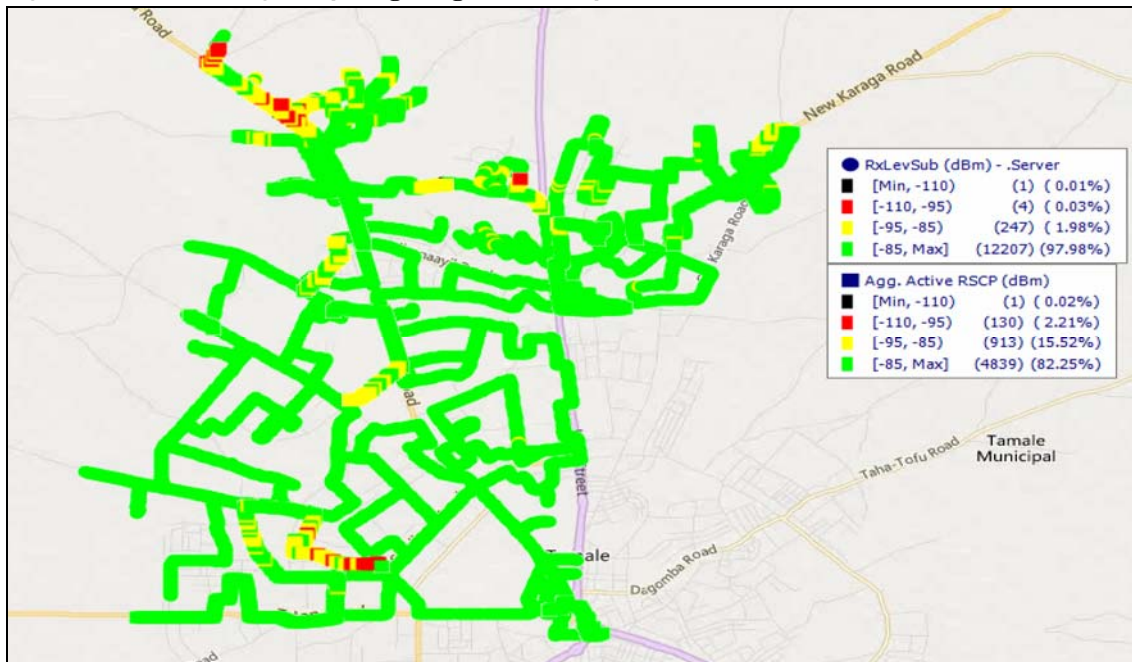 Road
New Karaga Road
RxLevSub (dBm) - .Server
[Min, -110) (1) ( 0.01%)
[-110, -95) (4) ( 0.03%)
[-95, -85) (247) ( 1.98%)
[-85, Max] (12207) (97.98%)
Karaga Road
Agg. Active RSCP (dBm)
[Min, -110) (1) ( 0.02%)
[-110, -95) (130) ( 2.21%)
[-95, -85) (913) (15.52%)
[-85, Max] (4839) (82.25%)
Road
Tamale
Municipal
Taha-Tofu Road
treet
Dagomba Road
Road